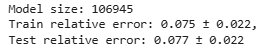 Model size: 106945
Train relative error: 0.075 ± 0.022,
Test relative error: 0.077 ± 0.022